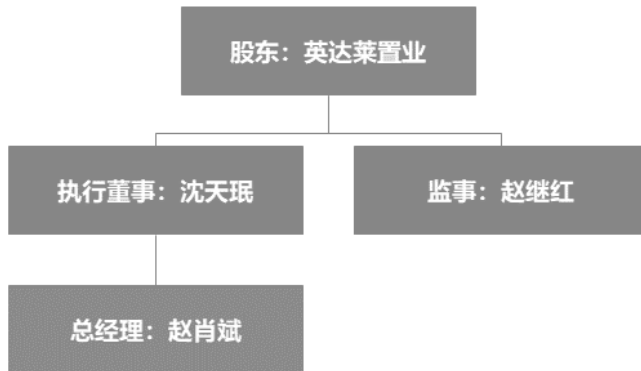 股东：英达莱置业
执行董事：沈天珉
监事：赵继红
总经理：赵肖斌